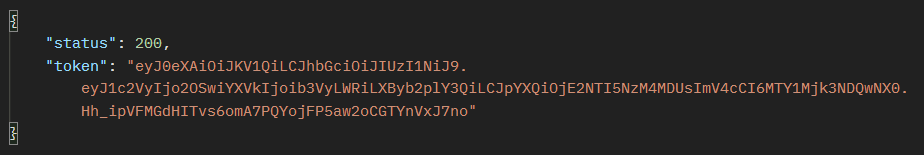 {
"status": 200,
"token": "eyJ0eXAiOiJKV1QiLCJhbGciOiJIUzI1NiJ9.
eyJ1c2VyIjo2OSwiYXVkIjoib3VyLWRiLXByb2plY3QiLCJpYXQiOjE2NTI5NzM4MDUsImV4cCI6MTY1Mjk3NDQwNX0.
Hh_ipVFMGdHITvs6omA7PQYojFP5aw2oCGTYnVxJ7no"
}